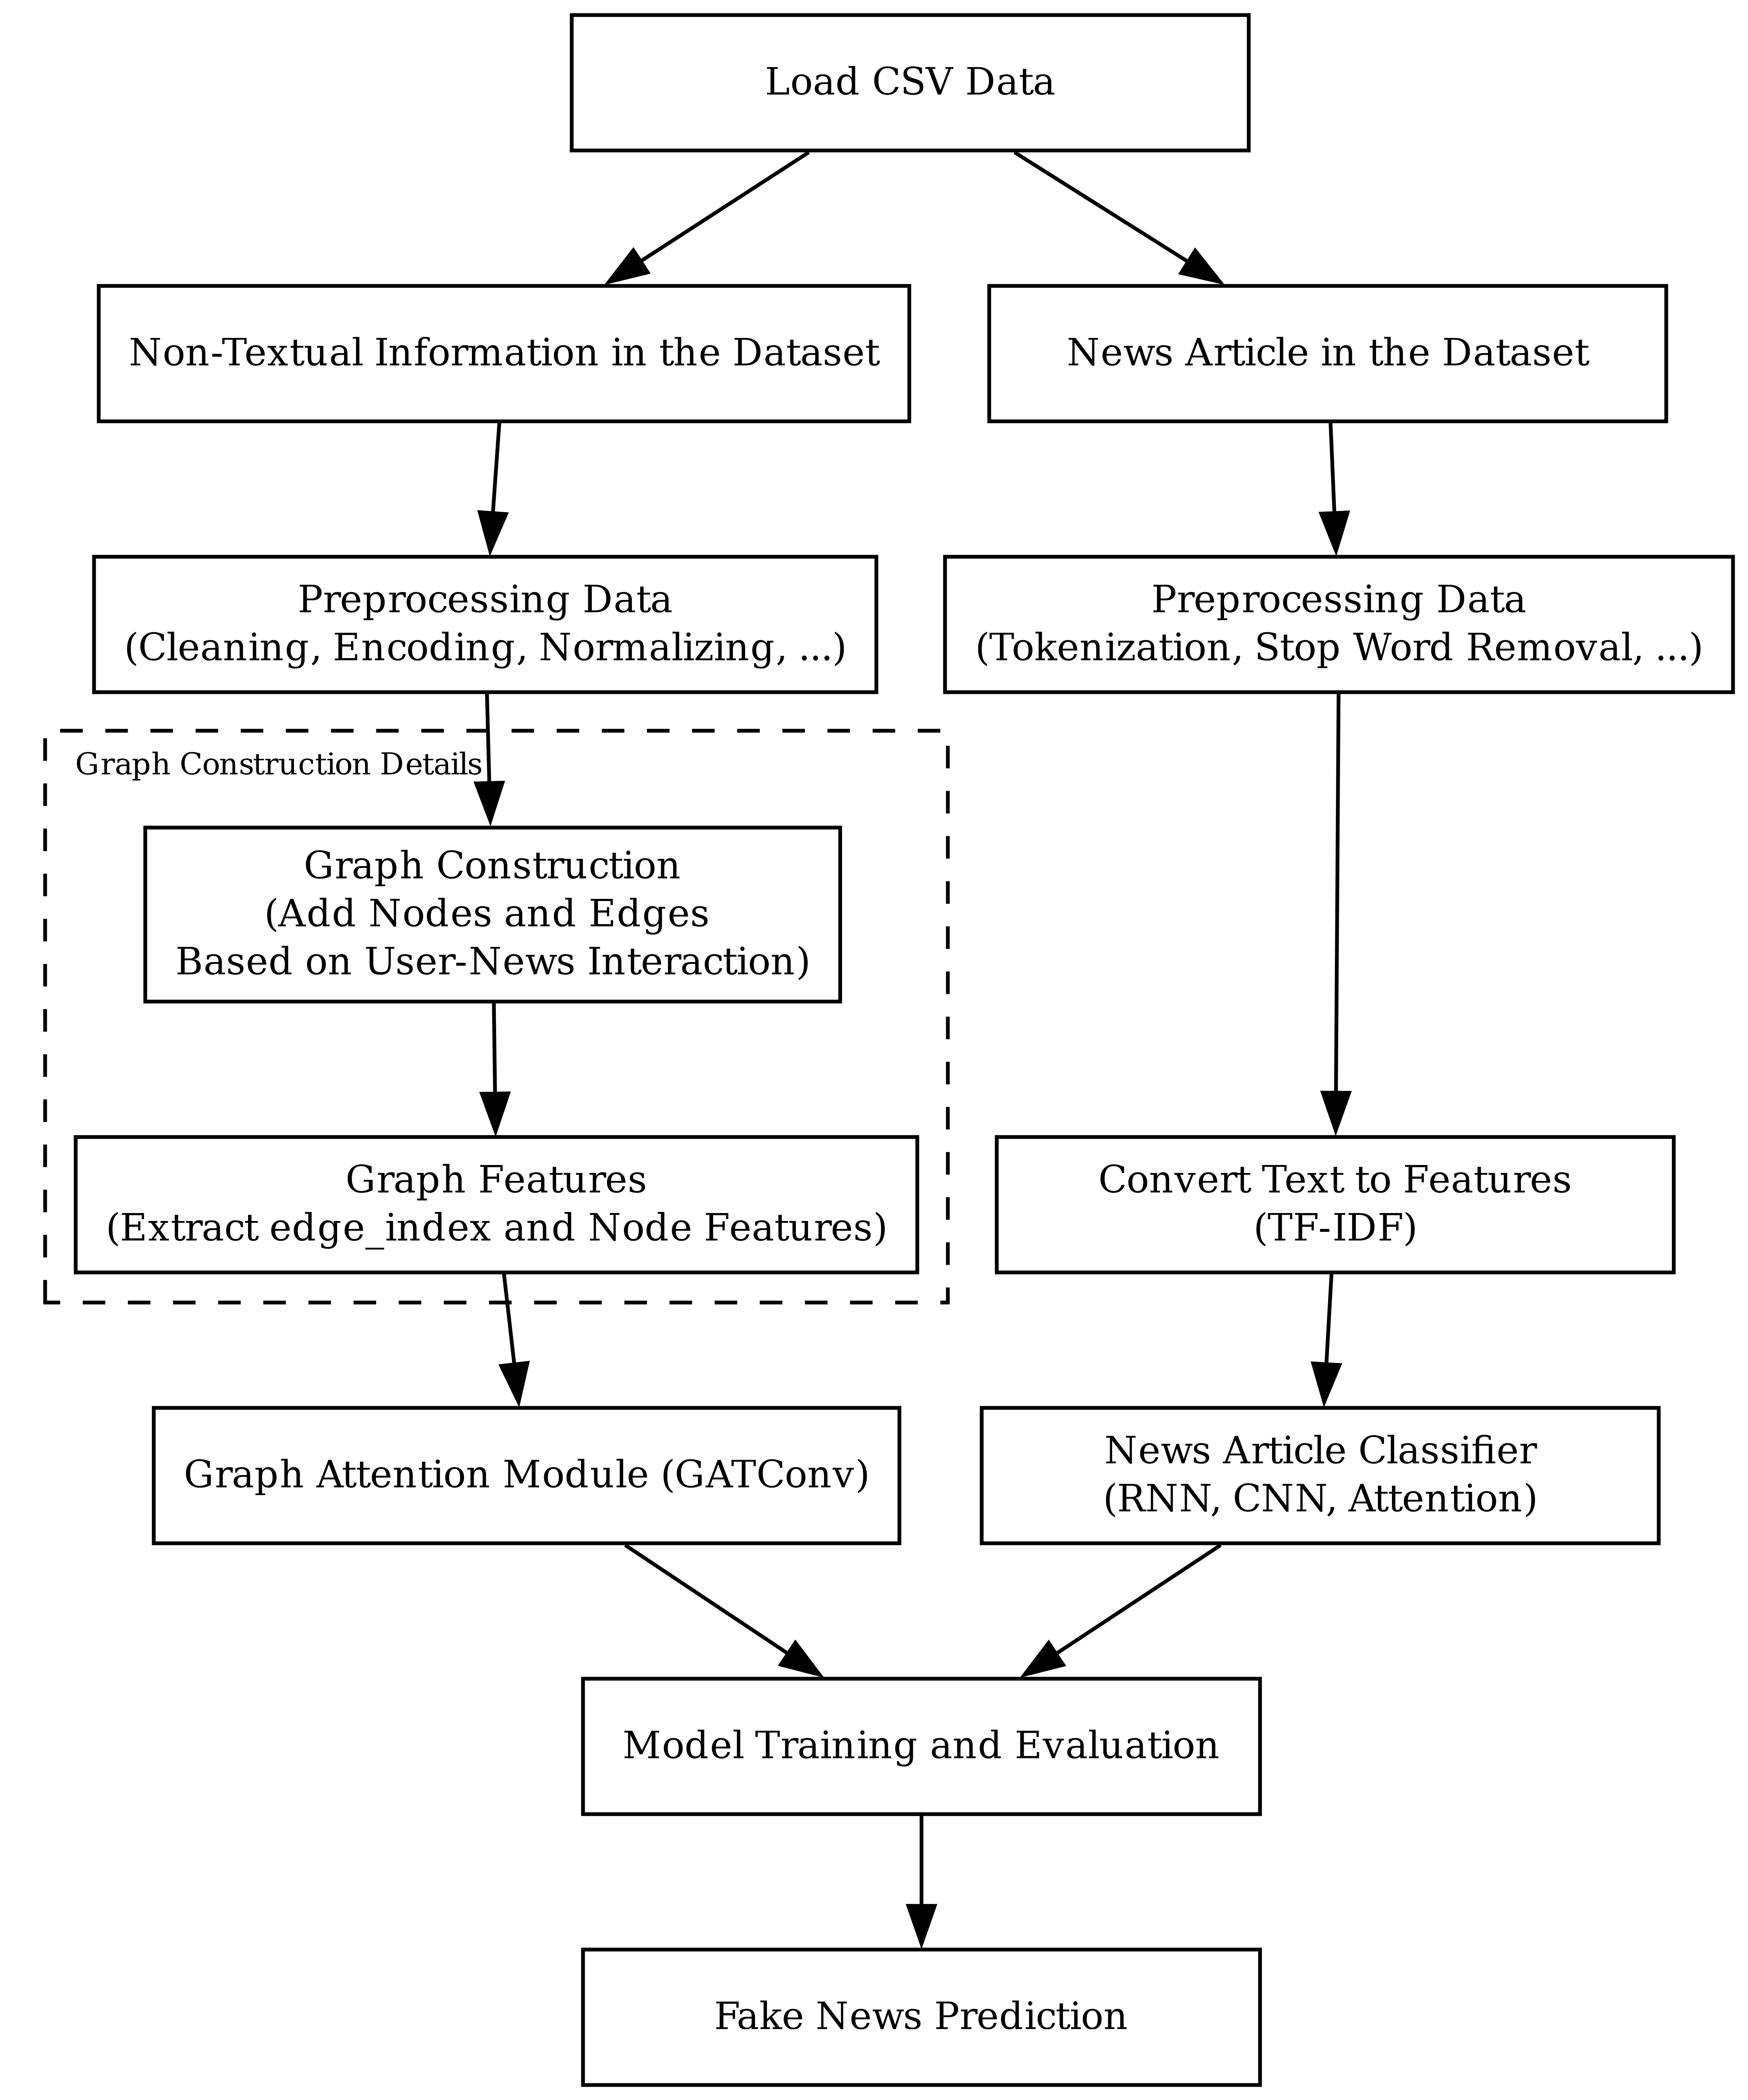 Load CSV Data
Non-Textual Information in the Dataset
News Article in the Dataset
Preprocessing Data
(Cleaning, Encoding, Normalizing, ...)
Preprocessing Data
(Tokenization, Stop Word Removal, ...)
Graph Construction Details
Graph Construction
(Add Nodes and Edges
Based on User-News Interaction)
Graph Features
(Extract edge_index and Node Features)
Convert Text to Features
(TF-IDF)
Graph Attention Module (GATConv)
News Article Classifier
(RNN, CNN, Attention)
Model Training and Evaluation
Fake News Prediction